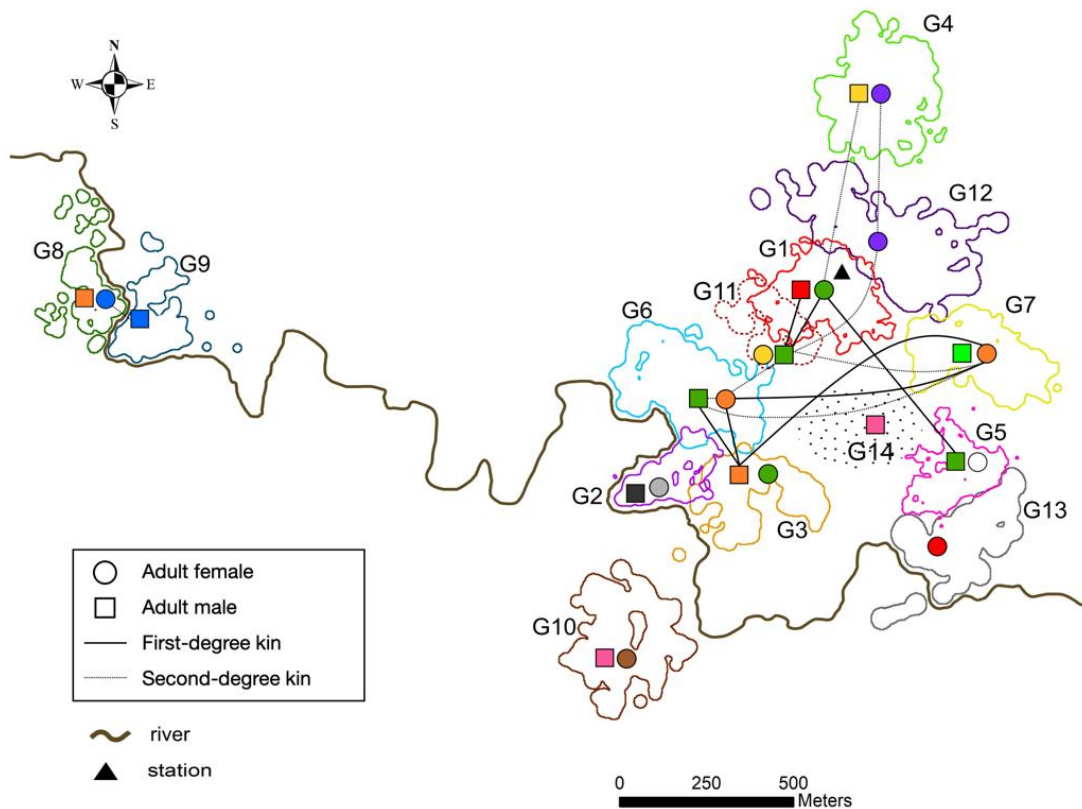 N
W E
S
G4
G12
G1
G8
G9
G11
G6
G7
G5
G14
G2
G3
G13
G10
Adult female
Adult male
First-degree kin
Second-degree kin
river
station
0 250 500
Meters